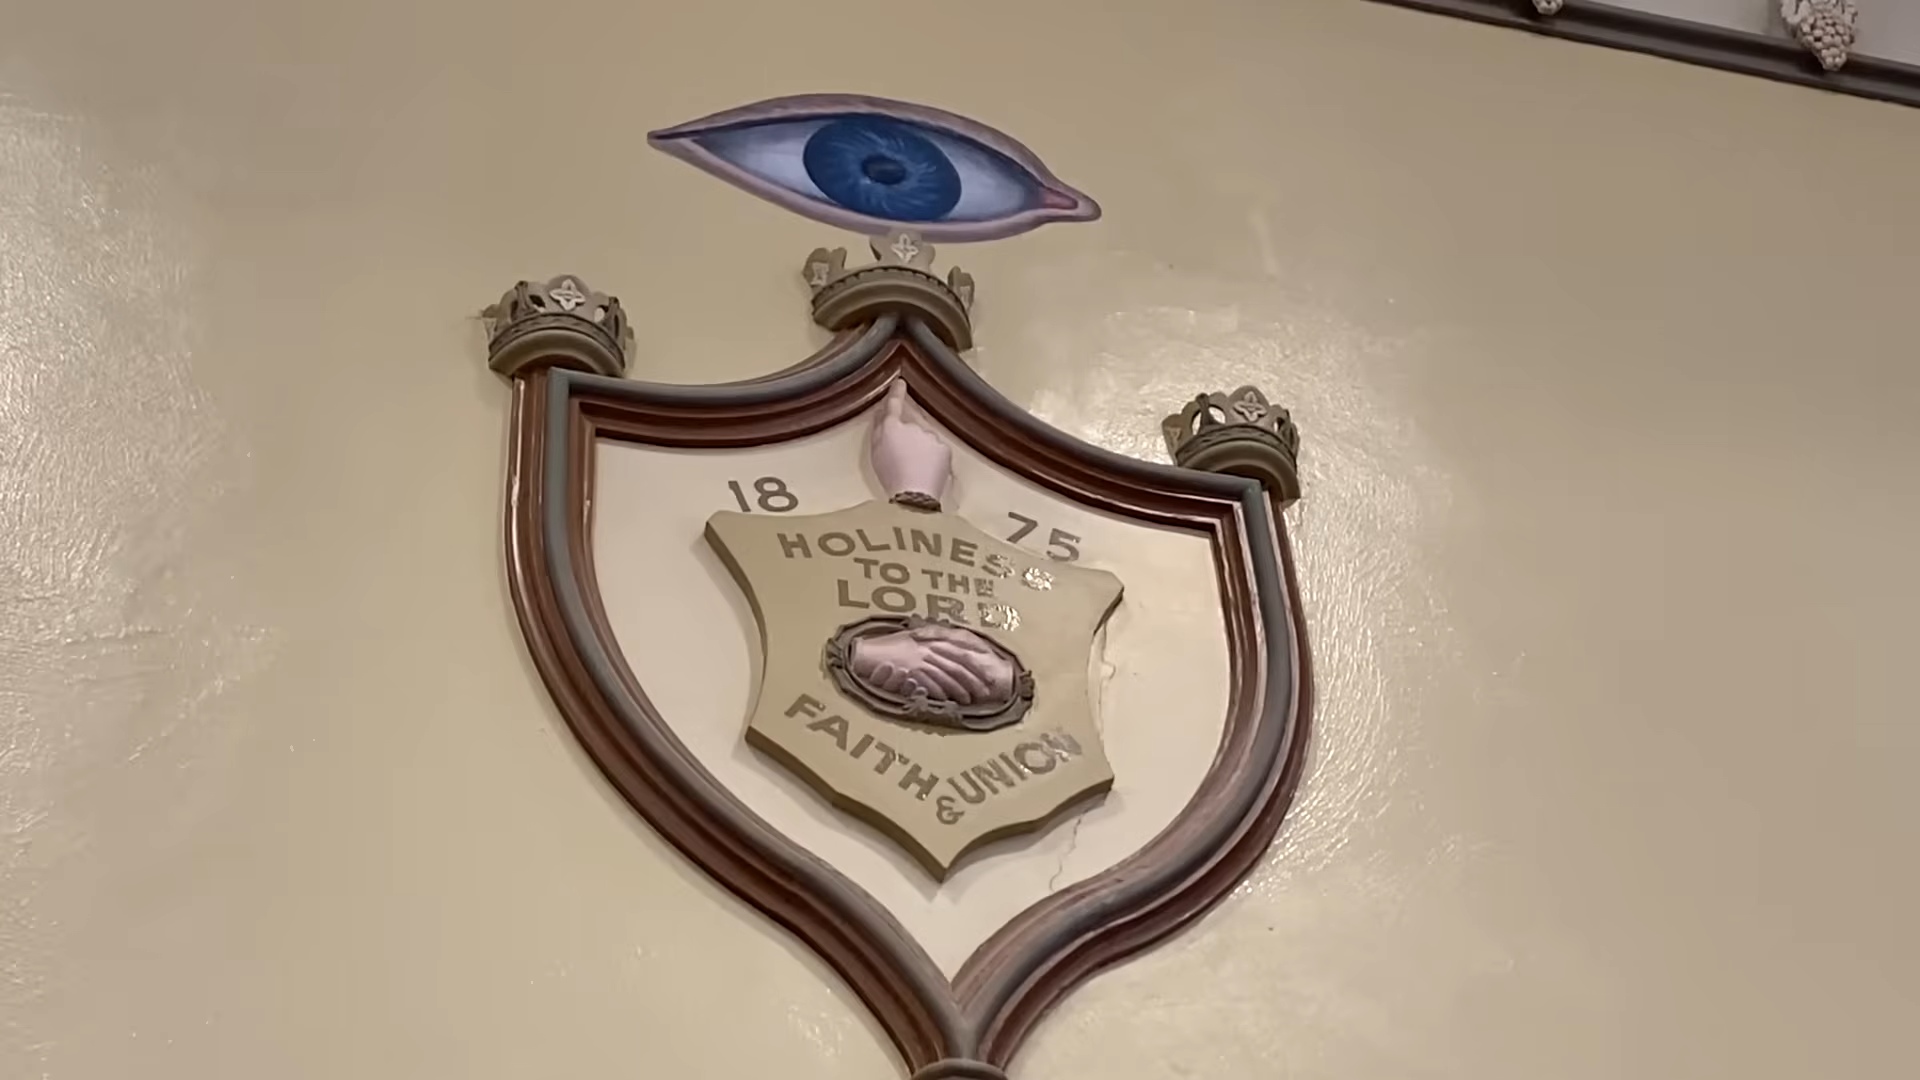 18 75
HOLINESS
TO THE
LORD
FAITH & UNION